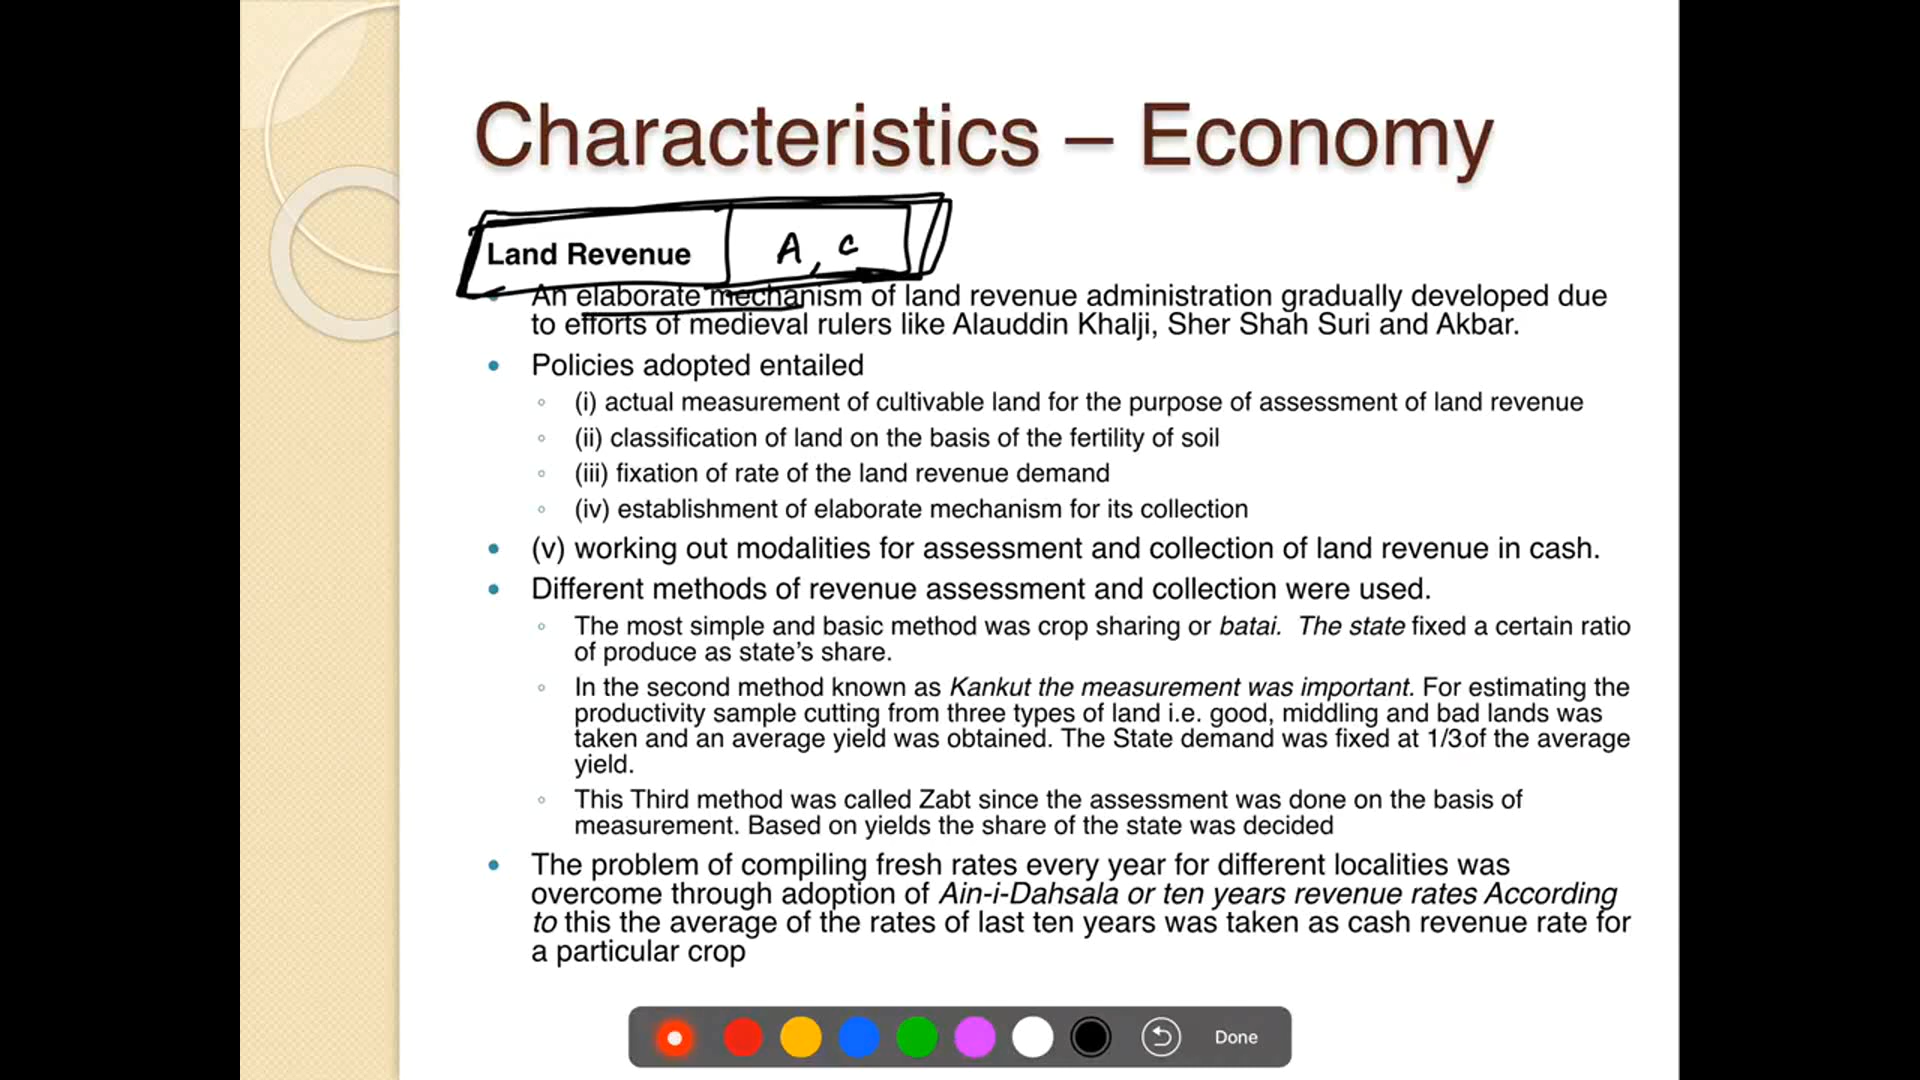 Characteristics – Economy
Land Revenue A, C
An elaborate mechanism of land revenue administration gradually developed due
to efforts of medieval rulers like Alauddin Khalji, Sher Shah Suri and Akbar.
Policies adopted entailed
(i) actual measurement of cultivable land for the purpose of assessment of land revenue
(ii) classification of land on the basis of the fertility of soil
(iii) fixation of rate of the land revenue demand
(iv) establishment of elaborate mechanism for its collection
(v) working out modalities for assessment and collection of land revenue in cash.
Different methods of revenue assessment and collection were used.
The most simple and basic method was crop sharing or batai. The state fixed a certain ratio
of produce as state’s share.
In the second method known as Kankut the measurement was important. For estimating the
productivity sample cutting from three types of land i.e. good, middling and bad lands was
taken and an average yield was obtained. The State demand was fixed at 1/3of the average
yield.
This Third method was called Zabt since the assessment was done on the basis of
measurement. Based on yields the share of the state was decided
The problem of compiling fresh rates every year for different localities was
overcome through adoption of Ain-i-Dahsala or ten years revenue rates According
to this the average of the rates of last ten years was taken as cash revenue rate for
a particular crop
Done